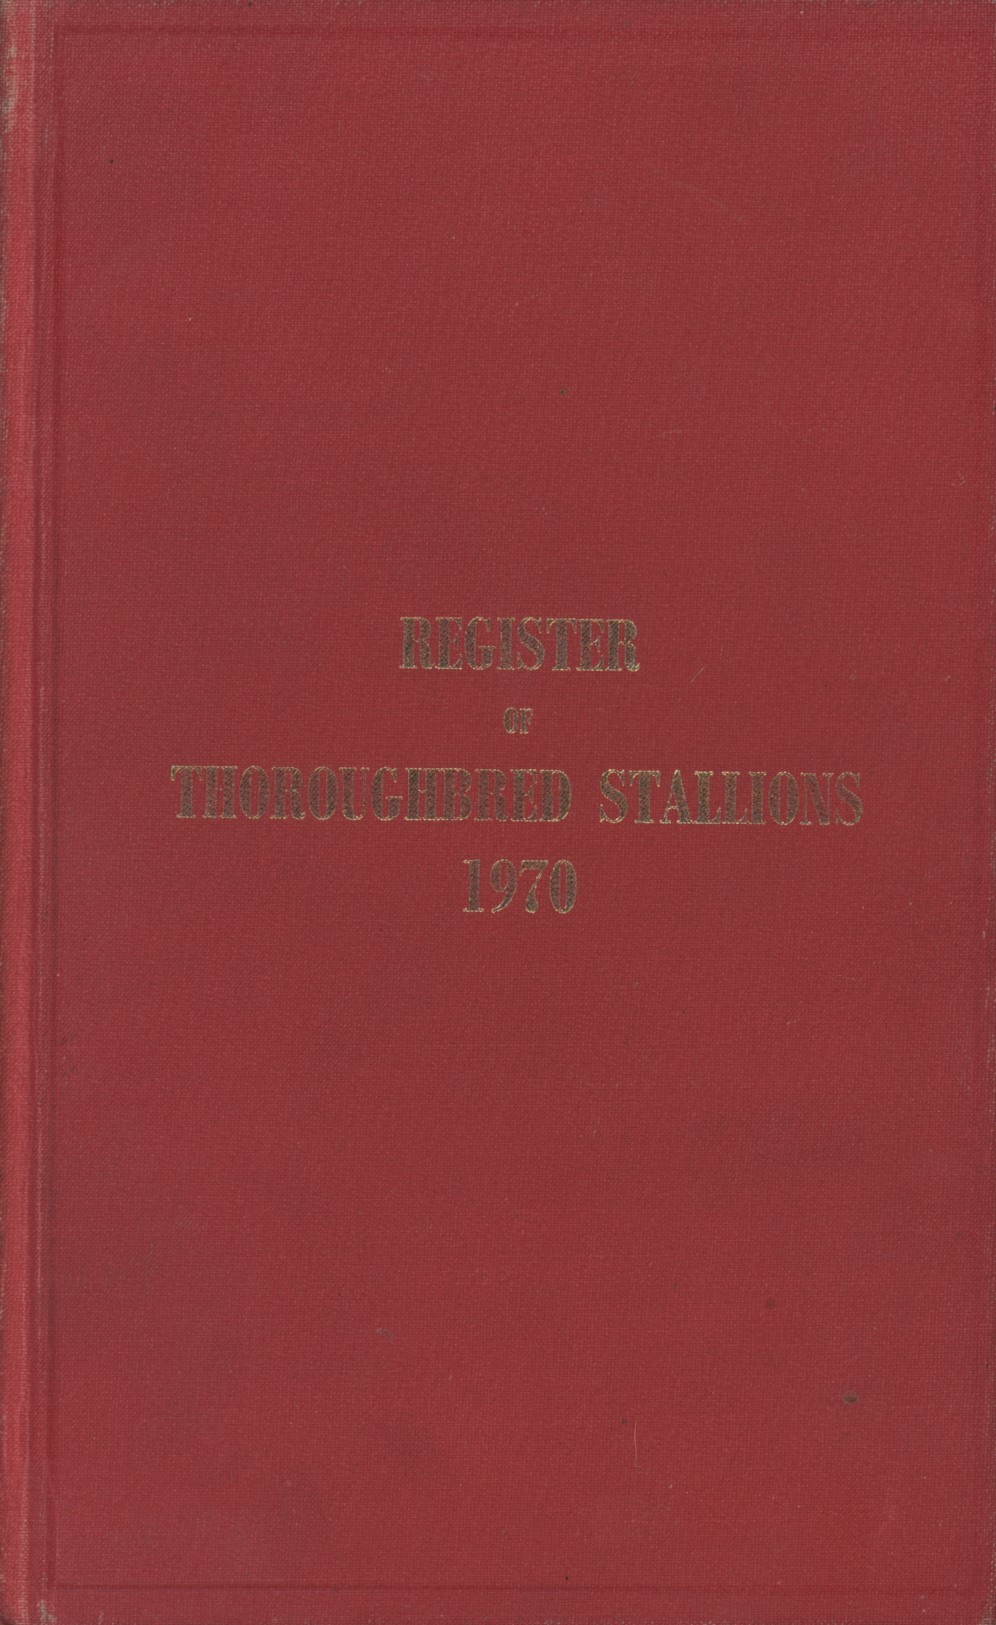 REGISTER
OF
THOROUGHBRED STALLIONS
1970